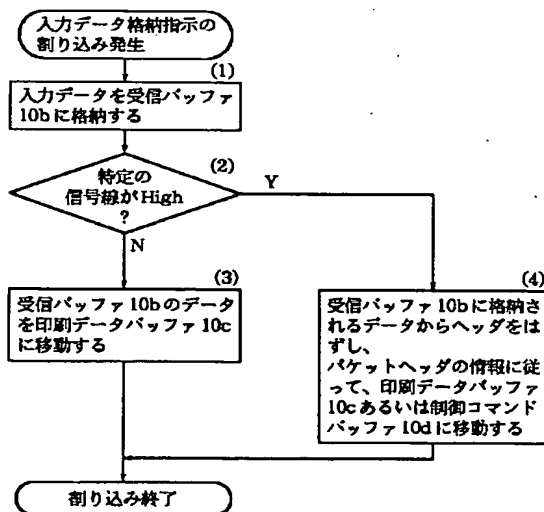 入力データ格納指示の
割り込み発生
(1)
入力データを受信バッファ
10bに格納する
(2)
特定の
信号線がHigh
?
Y
N
(3)
受信バッファ10bのデータ
を印刷データバッファ10c
に移動する
(4)
受信バッファ10bに格納さ
れるデータからヘッダをは
ずし、
パケットヘッダの情報に従
って、印刷データバッファ
10cあるいは制御コマンド
バッファ10dに移動する
割り込み終了